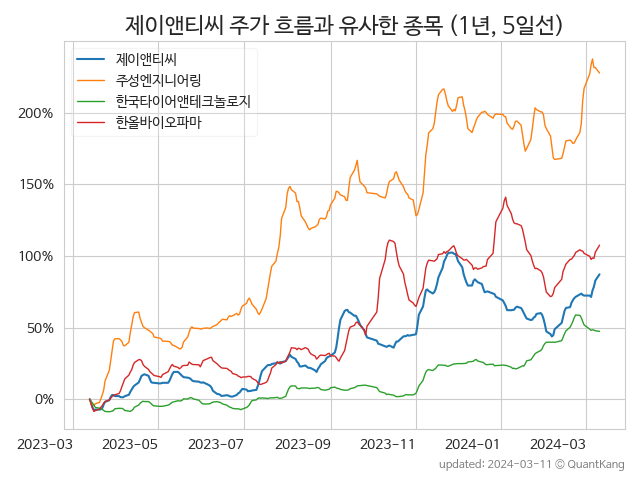 제이앤티씨 주가 흐름과 유사한 종목 (1년, 5일선)
제이앤티씨
주성엔지니어링
한국타이어앤테크놀로지
한올바이오파마
200%
150%
100%
50%
0%
2023-03 2023-05 2023-07 2023-09 2023-11 2024-01 2024-03
updated: 2024-03-11 © QuantKang